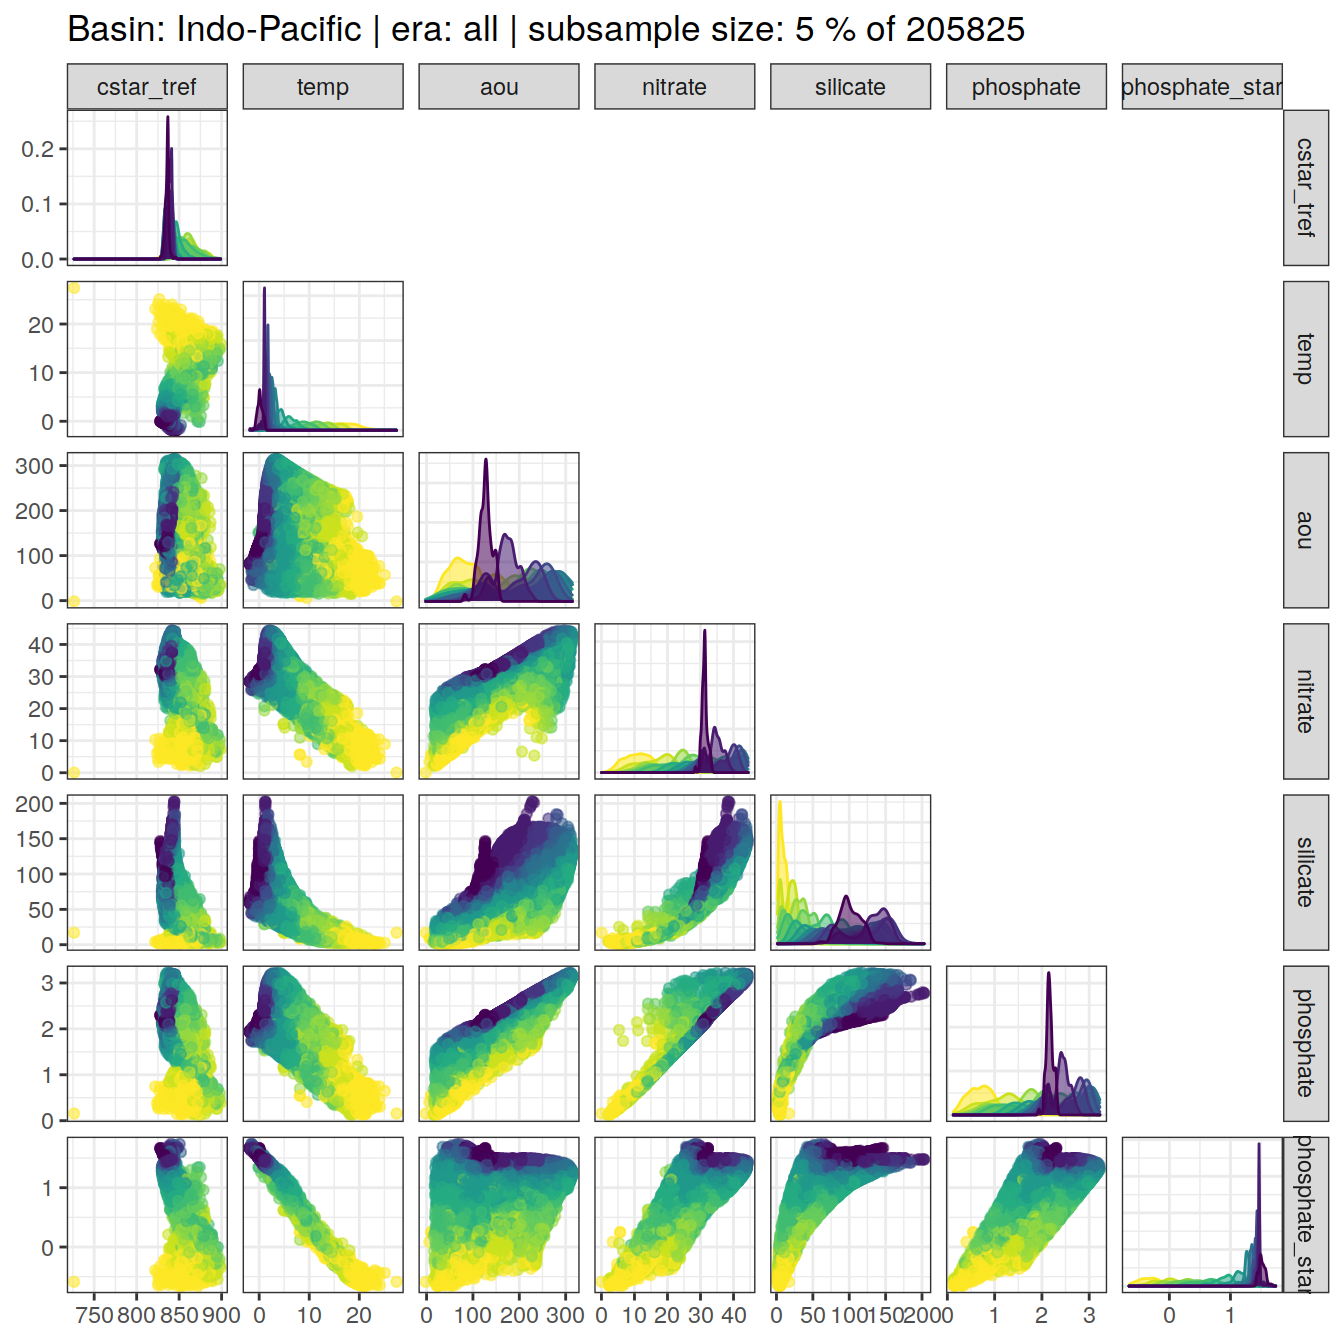 Basin: Indo-Pacific | era: all | subsample size: 5 % of 205825
cstar_tref temp aou nitrate silicate phosphate phosphate_star
0.2
0.1
0.0
cstar_tref
20
10
0
temp
300
200
100
0
aou
40
30
20
10
0
nitrate
200
150
100
50
0
silicate
3
2
1
0
phosphate
1
0
phosphate_star
750 800 850 900 0 10 20 0 100 200 300 0 10 20 30 40 0 50 100 150 200 0 1 2 3 0 1